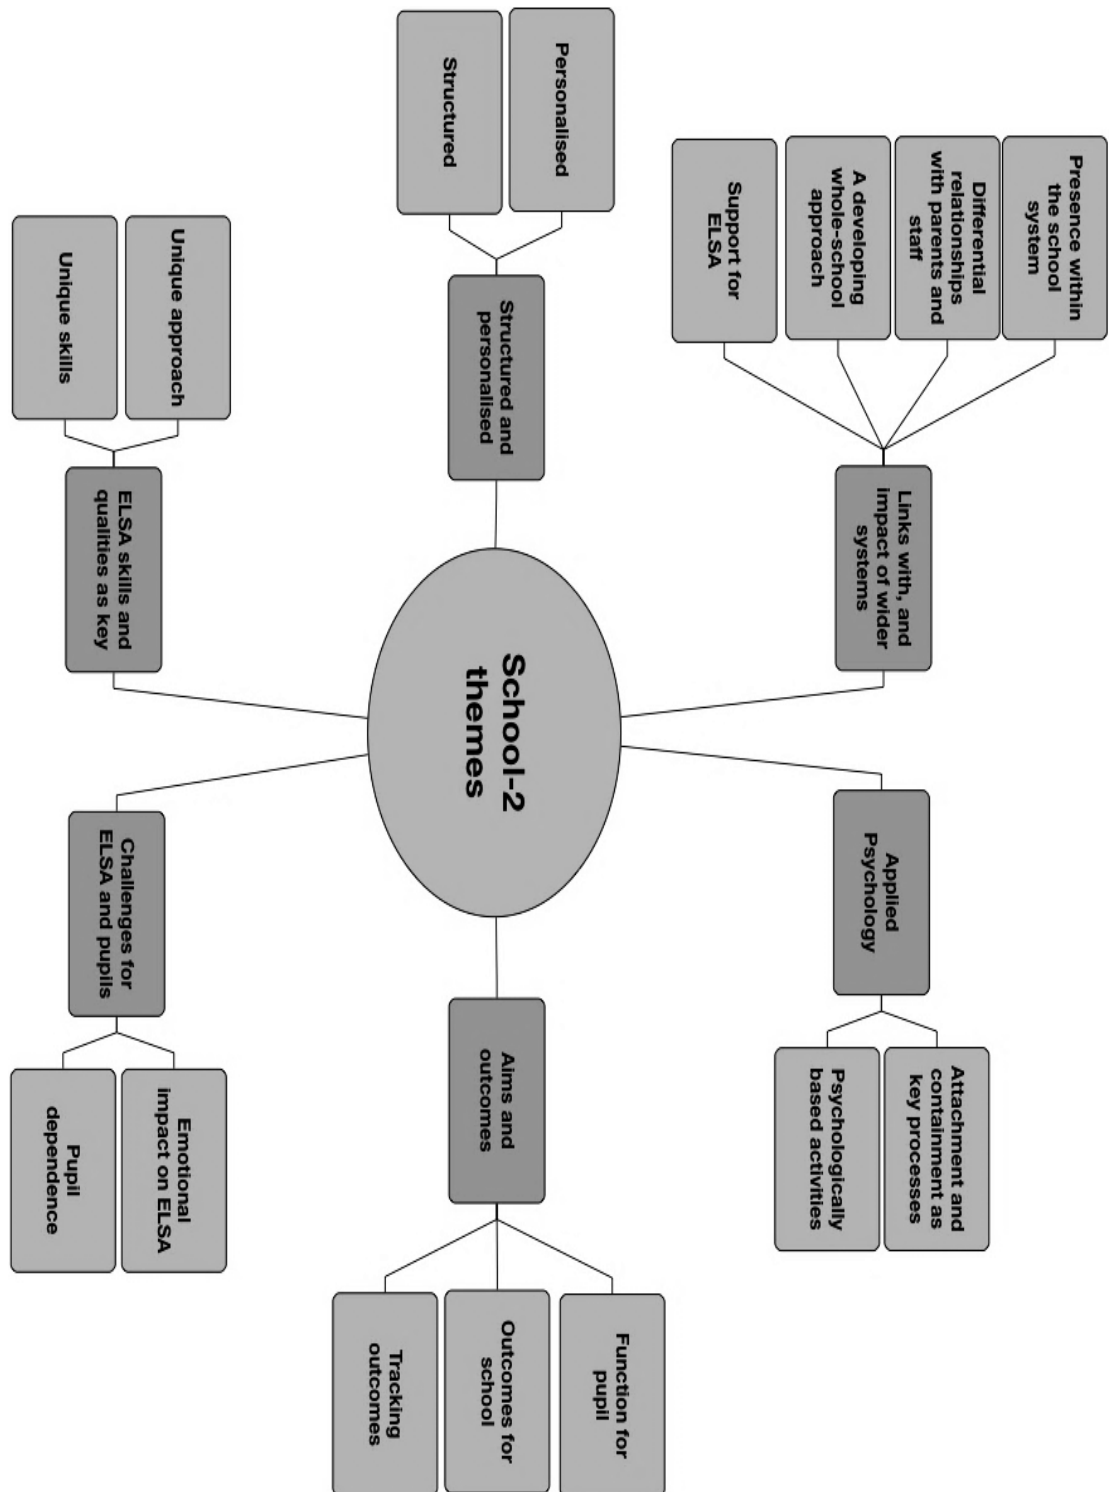 Presence within
the school
system
Differential
relationships
with parents and
staff
A developing
whole-school
approach
Support for
ELSA
Links with, and
impact of wider
systems
Applied
Psychology
Attachment and
containment as
key processes
Psychologically
based activities
Personalised
Structured
Structured and
personalised
School-2
themes
Aims and
outcomes
Function for
pupil
Outcomes for
school
Tracking
outcomes
Unique approach
Unique skills
ELSA skills and
qualities as key
Challenges for
ELSA and pupils
Emotional
impact on ELSA
Pupil
dependence